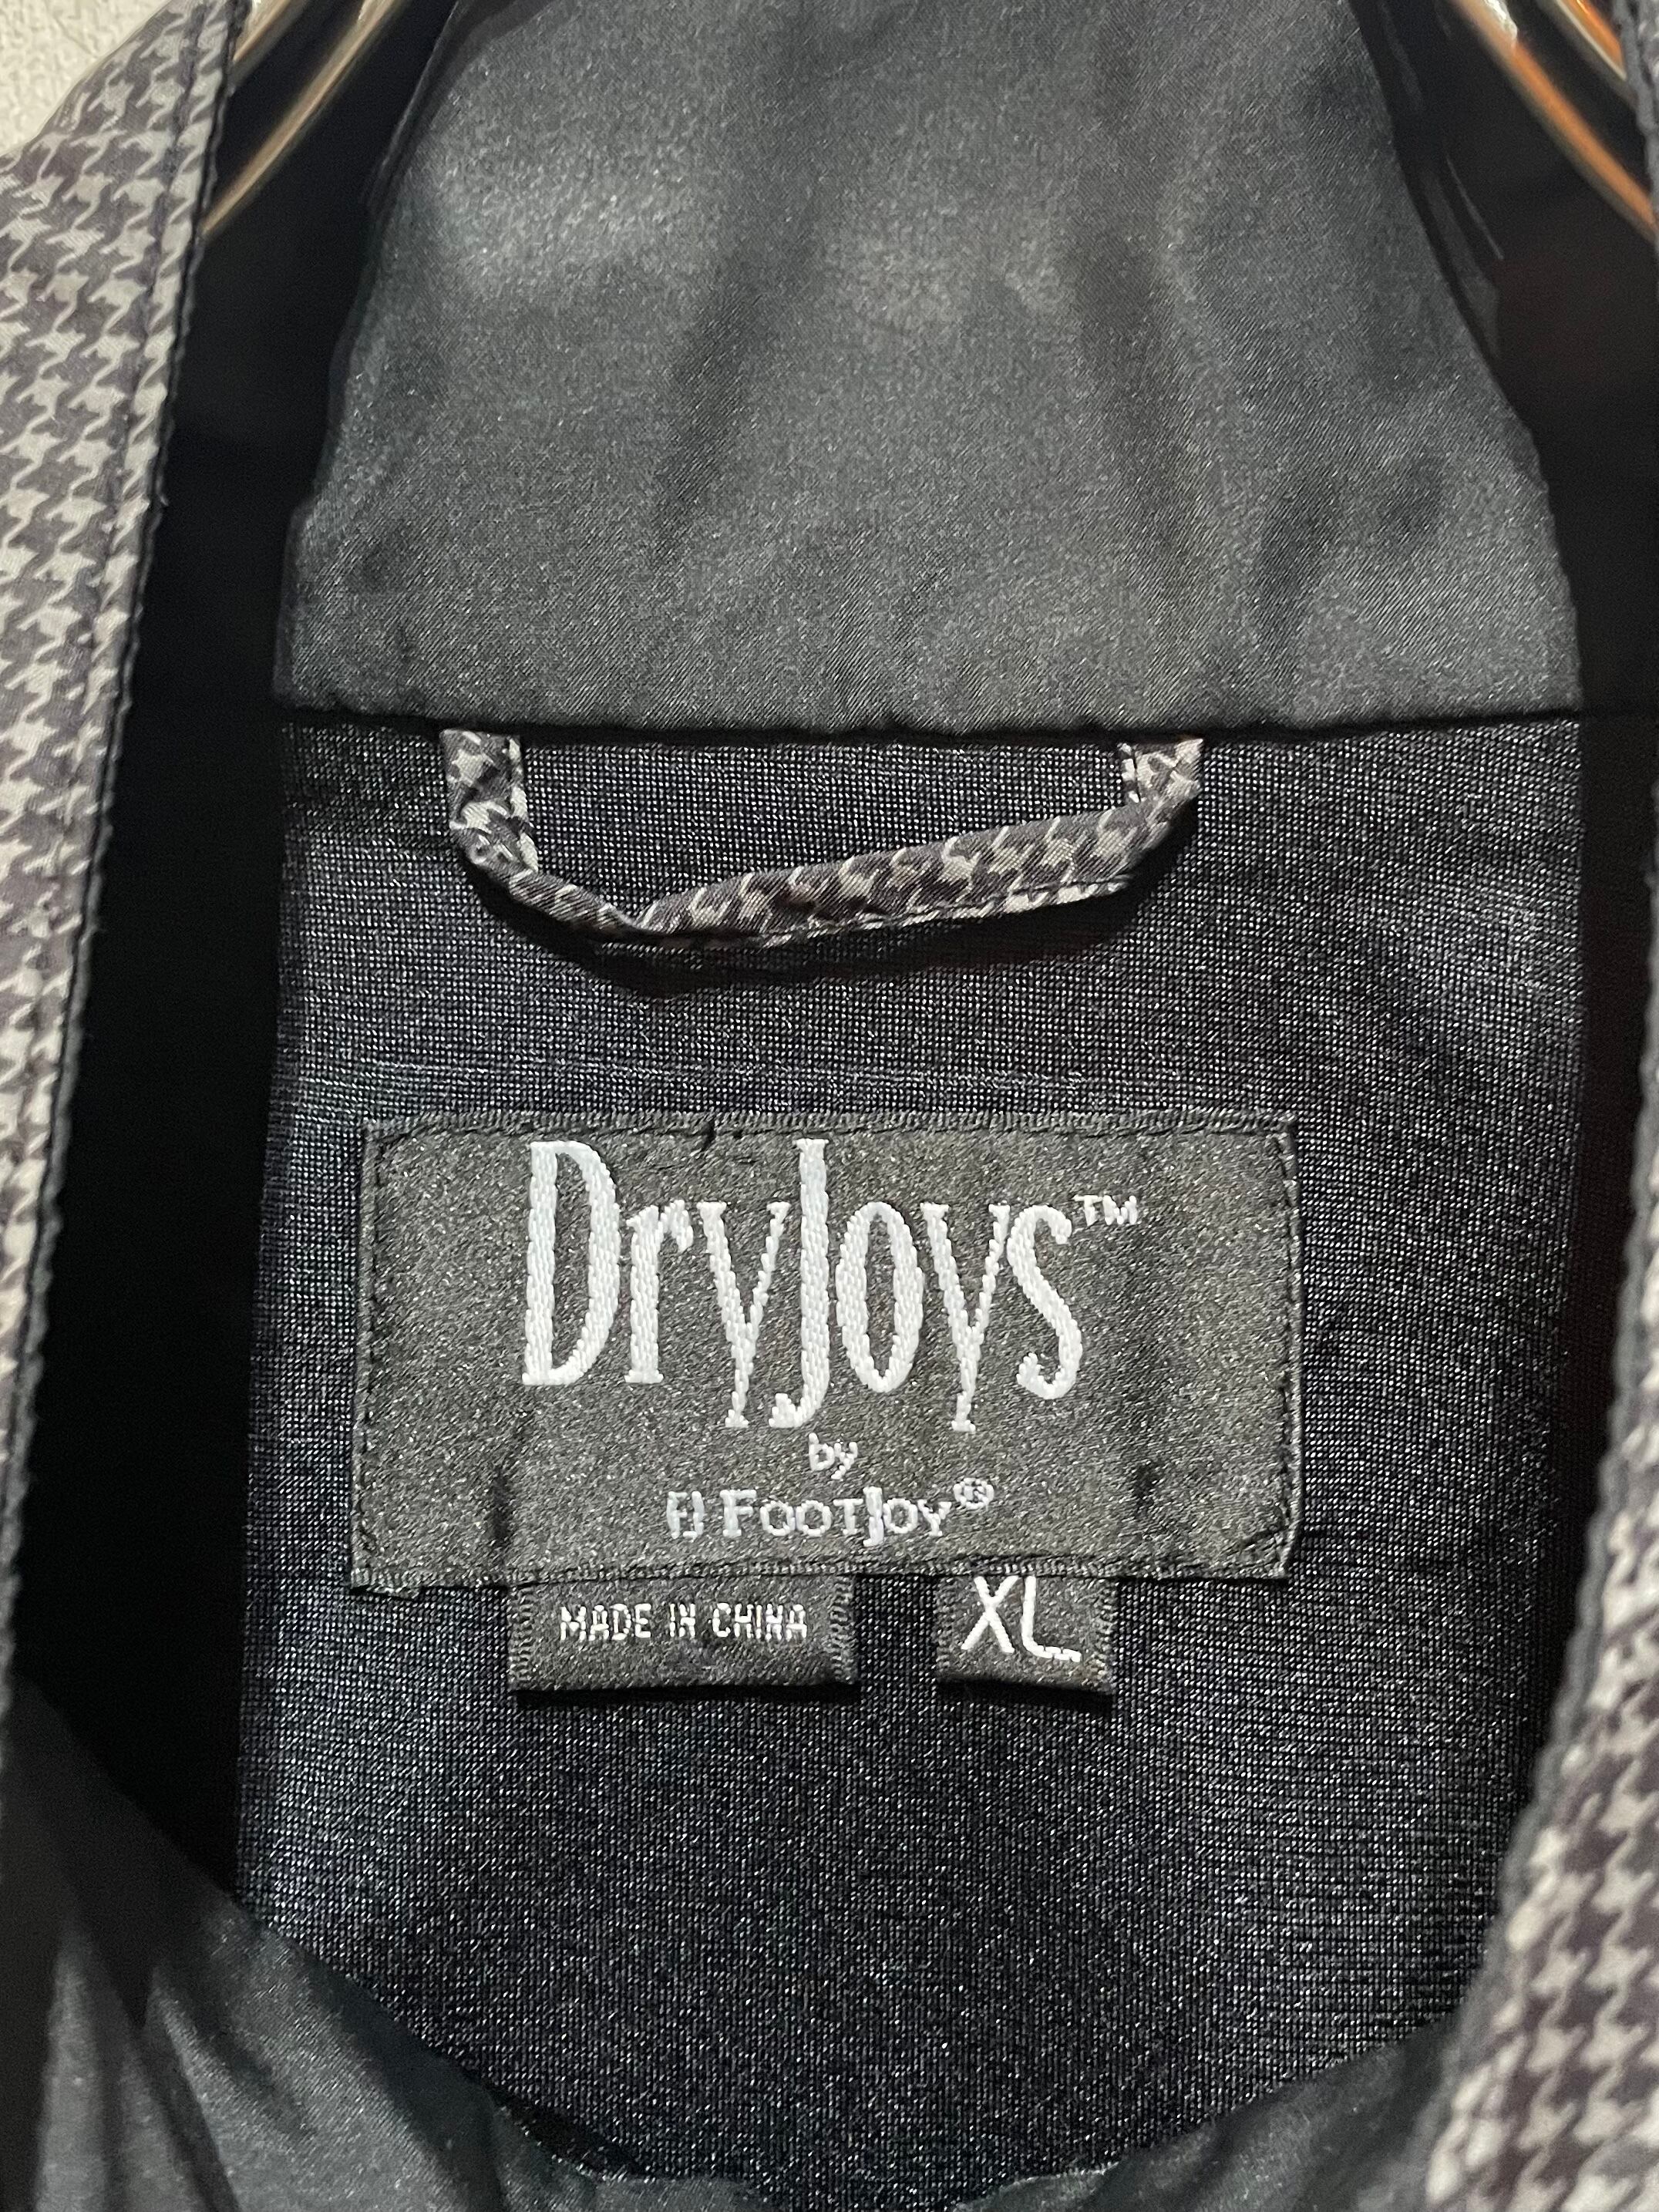 DryJoys™
by
FJ FootJoy®
MADE IN CHINA
XL